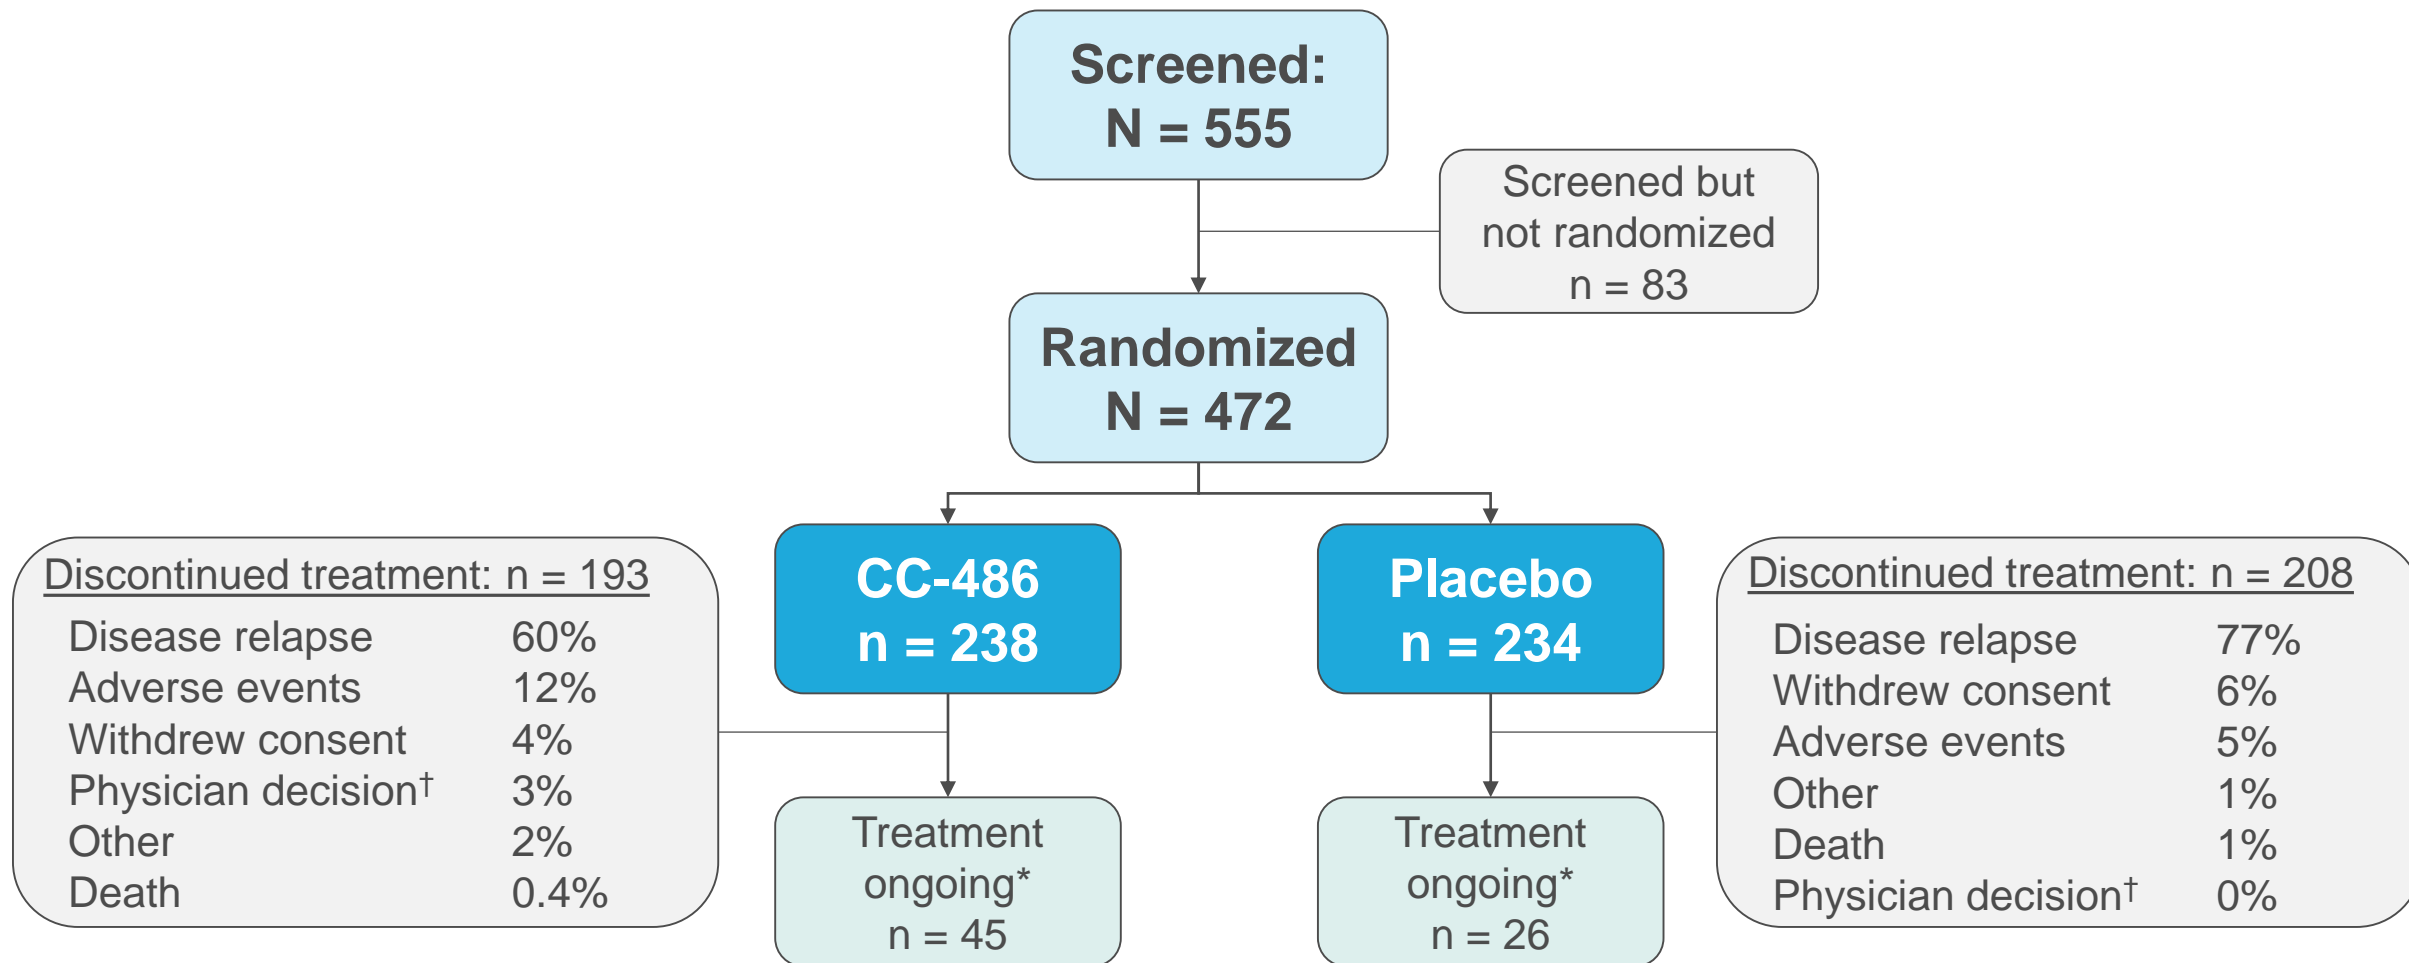 Screened:
N = 555
Screened but
not randomized
n = 83
Randomized
N = 472
Discontinued treatment: n = 193
Disease relapse 60%
Adverse events 12%
Withdrew consent 4%
Physician decision† 3%
Other 2%
Death 0.4%
CC-486
n = 238
Placebo
n = 234
Discontinued treatment: n = 208
Disease relapse 77%
Withdrew consent 6%
Adverse events 5%
Other 1%
Death 1%
Physician decision† 0%
Treatment
ongoing*
n = 45
Treatment
ongoing*
n = 26